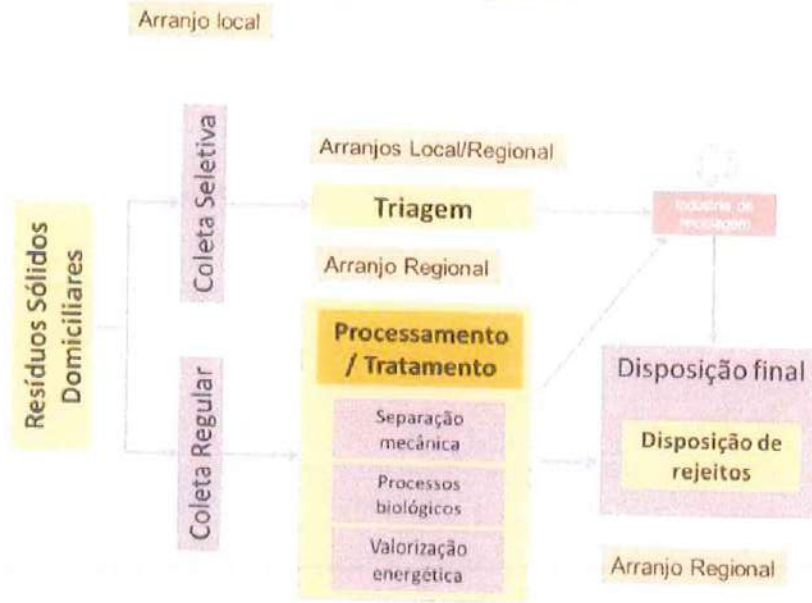 Arranjo local
Coleta Seletiva
Arranjos Local/Regional
Triagem
Indústria de
reciclagem
Arranjo Regional
Resíduos Sólidos
Domiciliares
Processamento
/ Tratamento
Separação
mecânica
Processos
biológicos
Valorização
energética
Coleta Regular
Disposição final
Disposição de
rejeitos
Arranjo Regional